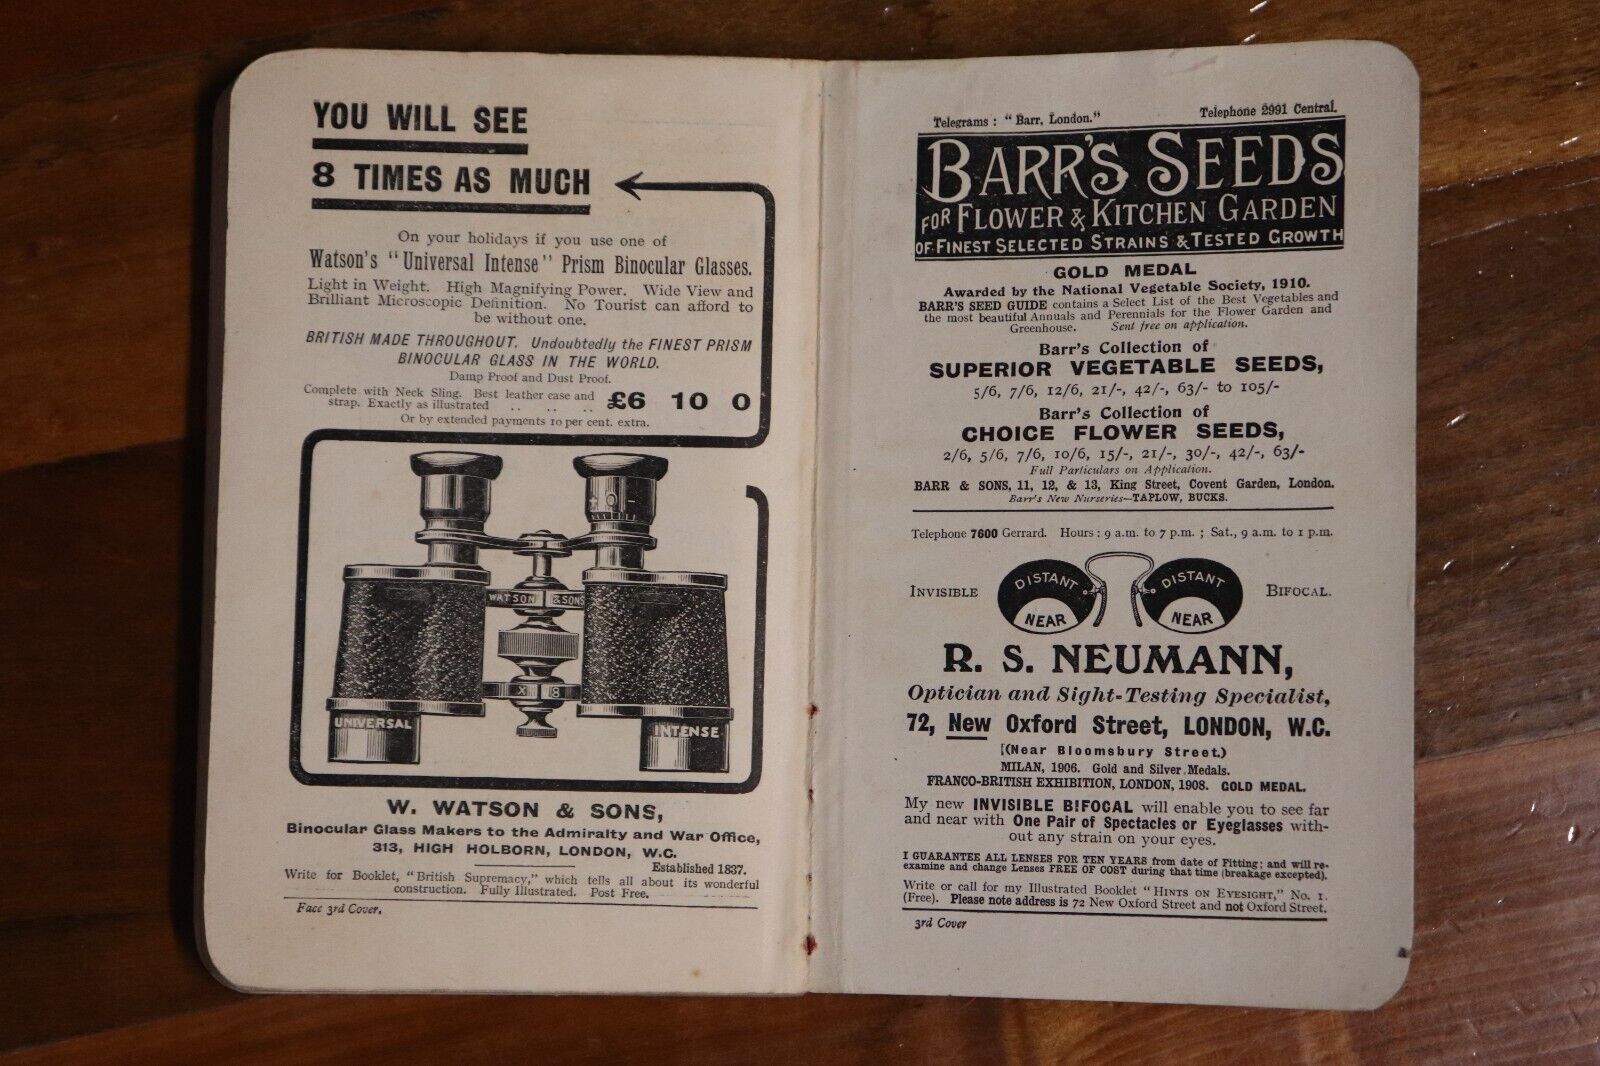 YOU WILL SEE
8 TIMES AS MUCH
On your holidays if you use one of
Watson's "Universal Intense" Prism Binocular Glasses.
Light in Weight. High Magnifying Power. Wide View and
Brilliant Microscopic Definition. No Tourist can afford to
be without one.
BRITISH MADE THROUGHOUT. Undoubtedly the FINEST PRISM
BINOCULAR GLASS IN THE WORLD.
Damp Proof and Dust Proof.
Complete with Neck Sling. Best leather case and
strap. Exactly as illustrated .. .. .. £6 10 0
Or by extended payments 10 per cent. extra.
+ 0 -
WATSON & SONS
X 8
UNIVERSAL
INTENSE
W. WATSON & SONS,
Binocular Glass Makers to the Admiralty and War Office,
313, HIGH HOLBORN, LONDON, W.C.
Established 1837.
Write for Booklet, "British Supremacy," which tells all about its wonderful
construction. Fully Illustrated. Post Free.
Face 3rd Cover.
Telegrams: "Barr, London." Telephone 2991 Central.
BARR'S SEEDS
FOR FLOWER & KITCHEN GARDEN
OF FINEST SELECTED STRAINS & TESTED GROWTH
GOLD MEDAL
Awarded by the National Vegetable Society, 1910.
BARR'S SEED GUIDE contains a Select List of the Best Vegetables and
the most beautiful Annuals and Perennials for the Flower Garden and
Greenhouse. Sent free on application.
Barr's Collection of
SUPERIOR VEGETABLE SEEDS,
5/6, 7/6, 12/6, 21/-, 42/-, 63/- to 105/-
Barr's Collection of
CHOICE FLOWER SEEDS,
2/6, 5/6, 7/6, 10/6, 15/-, 21/-, 30/-, 42/-, 63/-
Full Particulars on Application.
BARR & SONS, 11, 12, & 13, King Street, Covent Garden, London.
Barr's New Nurseries—TAPLOW, BUCKS.
Telephone 7600 Gerrard. Hours: 9 a.m. to 7 p.m.; Sat., 9 a.m. to 1 p.m.
INVISIBLE DISTANT NEAR DISTANT NEAR BIFOCAL.
R. S. NEUMANN,
Optician and Sight-Testing Specialist,
72, New Oxford Street, LONDON, W.C.
[(Near Bloomsbury Street.)
MILAN, 1906. Gold and Silver Medals.
FRANCO-BRITISH EXHIBITION, LONDON, 1908. GOLD MEDAL.
My new INVISIBLE BIFOCAL will enable you to see far
and near with One Pair of Spectacles or Eyeglasses with-
out any strain on your eyes.
I GUARANTEE ALL LENSES FOR TEN YEARS from date of Fitting; and will re-
examine and change Lenses FREE OF COST during that time (breakage excepted).
Write or call for my Illustrated Booklet "HINTS ON EYESIGHT," No. 1.
(Free). Please note address is 72 New Oxford Street and not Oxford Street.
3rd Cover